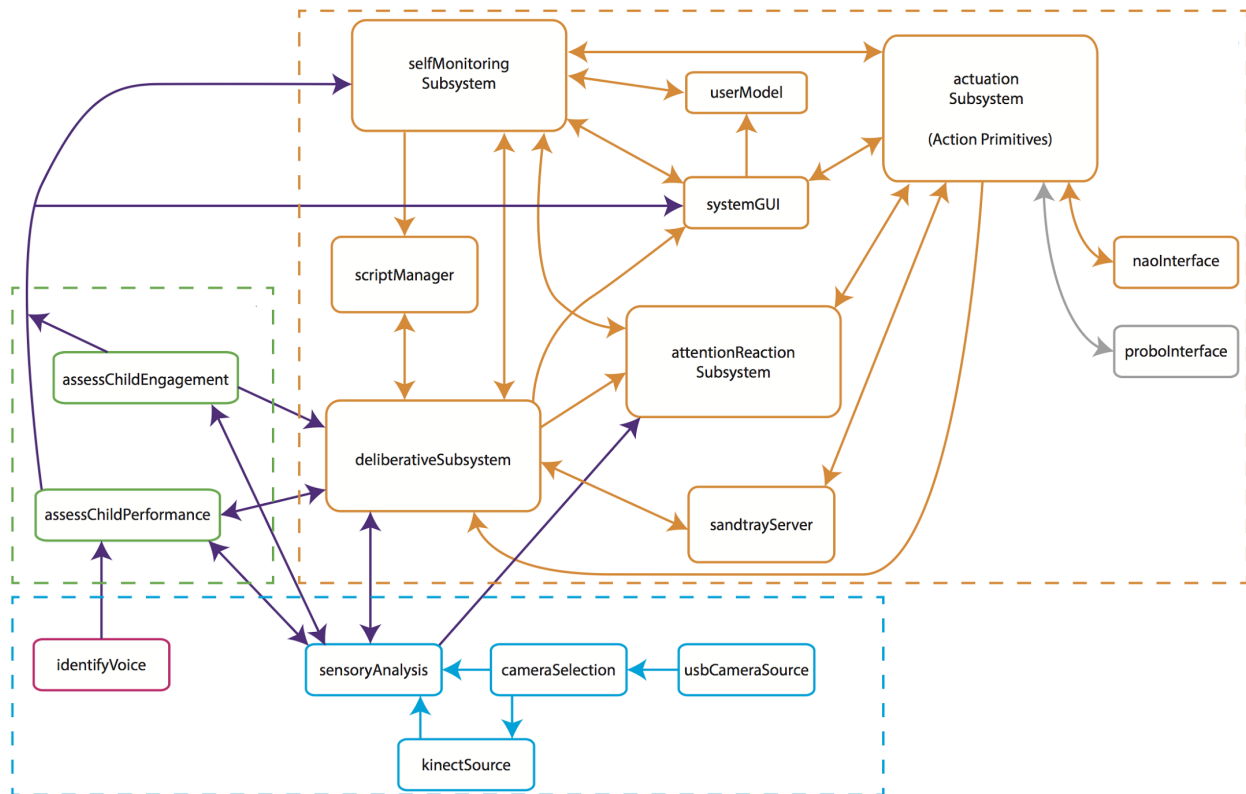 selfMonitoring
Subsystem
actuation
Subsystem
(Action Primitives)
userModel
systemGUI
scriptManager
naoInterface
attentionReaction
Subsystem
proboInterface
assessChildEngagement
deliberativeSubsystem
assessChildPerformance
sandtrayServer
identifyVoice
sensoryAnalysis
cameraSelection
usbCameraSource
kinectSource